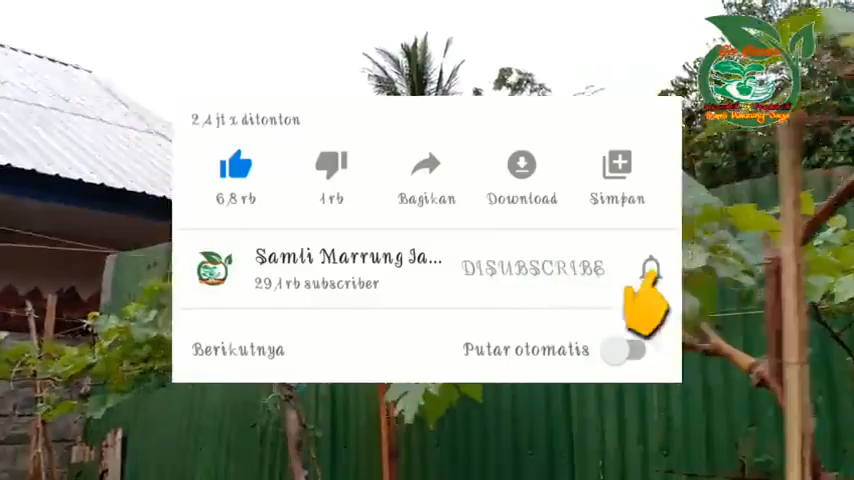 2,4 jt x ditonton
6,8 rb
1 rb
Bagikan
Download
Simpan
Samli Marrung Ja...
29,1 rb subscriber
DISUBSCRIBE
Berikutnya
Putar otomatis